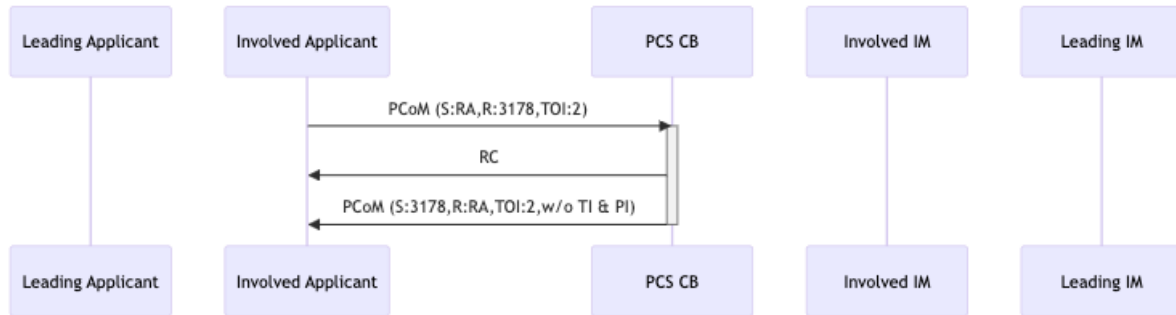 Leading Applicant
Involved Applicant
PCS CB
Involved IM
Leading IM
PCoM (S:RA,R:3178,TOI:2)
RC
PCoM (S:3178,R:RA,TOI:2,w/o TI & PI)
Leading Applicant
Involved Applicant
PCS CB
Involved IM
Leading IM